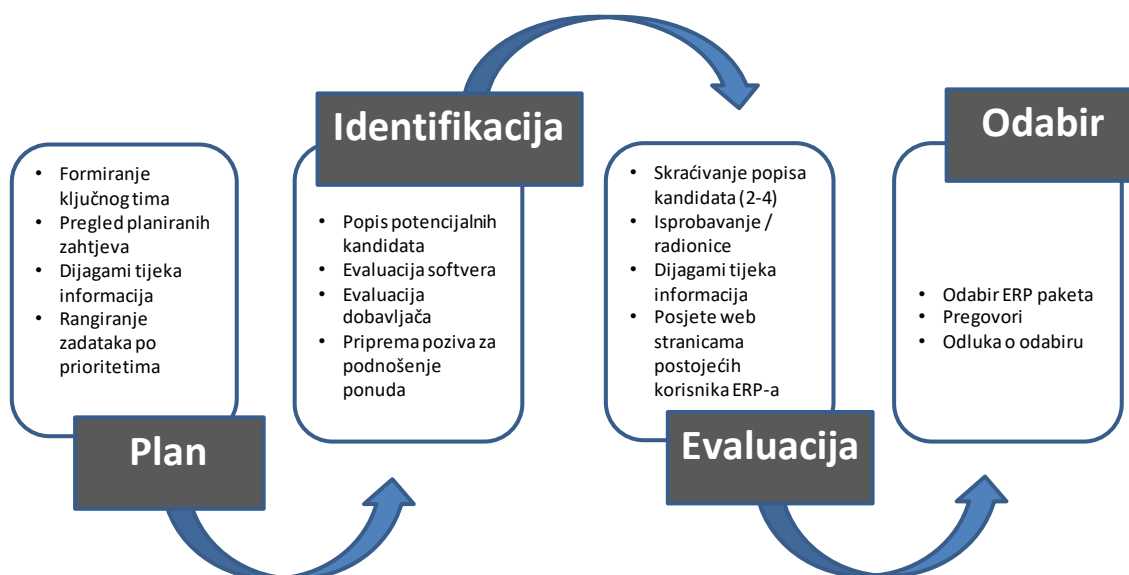 • Formiranje
ključnog tima
• Pregled planiranih
zahtjeva
• Dijagami tijeka
informacija
• Rangiranje
zadataka po
prioritetima
Plan
Identifikacija
• Popis potencijalnih
kandidata
• Evaluacija softvera
• Evaluacija
dobavljača
• Priprema poziva za
podnošenje
ponuda
• Skraćivanje popisa
kandidata (2-4)
• Isprobavanje /
radionice
• Dijagami tijeka
informacija
• Posjete web
stranicama
postojećih
korisnika ERP-a
Evaluacija
Odabir
• Odabir ERP paketa
• Pregovori
• Odluka o odabiru